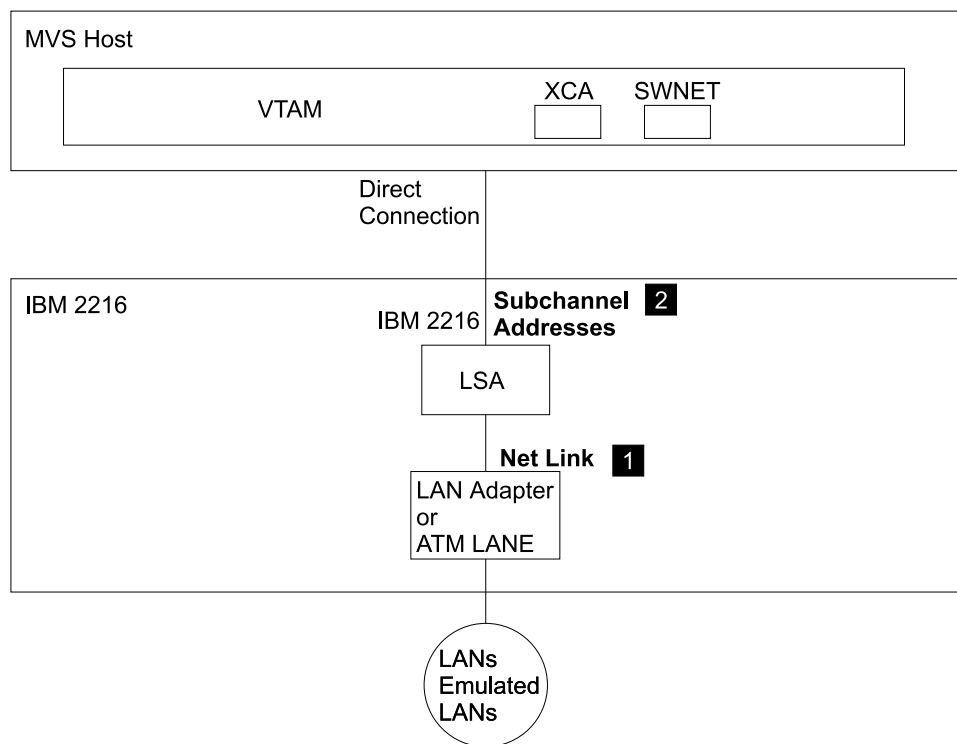 MVS Host
VTAM
XCA
SWNET
Direct
Connection
IBM 2216
IBM 2216
Subchannel 2
Addresses
LSA
Net Link 1
LAN Adapter
or
ATM LANE
LANs
Emulated
LANs